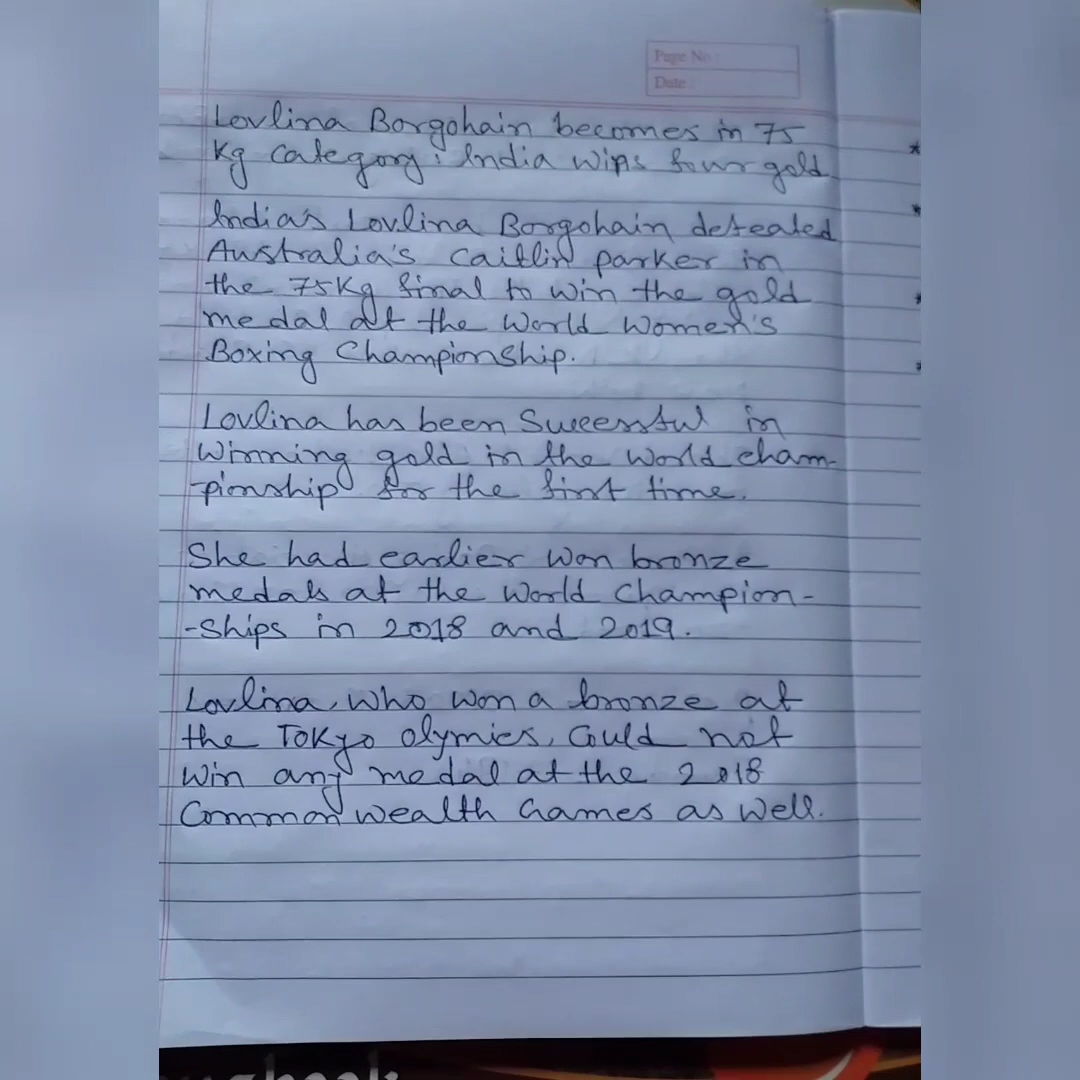 Page No :
Date :
Lovlina Borgohain becomes in 75
Kg Category : India wins four gold
India's Lovlina Borgohain defeated
Australia's Caitlin parker in
the 75Kg final to win the gold
medal at the World Women's
Boxing Championship.
Lovlina has been Successful in
Winning gold in the World cham-
-pionship for the first time.
She had earlier won bronze
medals at the World Champion-
-Ships in 2018 and 2019.
Lovlina, Who won a bronze at
the Tokyo olymics, Could not
Win any medal at the 2018
Common wealth Games as well.